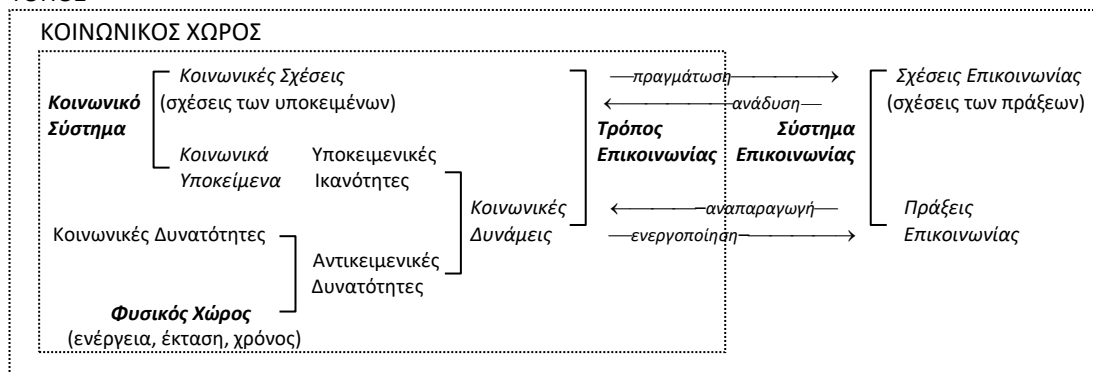 ΚΟΙΝΩΝΙΚΟΣ ΧΩΡΟΣ
Κοινωνικές Σχέσεις
πραγμάτωση
Σχέσεις Επικοινωνίας
Κοινωνικό
(σχέσεις των υποκειμένων)
ανάδυση
(σχέσεις των πράξεων)
Σύστημα
Τρόπος
Σύστημα
Επικοινωνίας
Επικοινωνίας
Κοινωνικά
Υποκειμενικές
Υποκείμενα
Ικανότητες
Κοινωνικές
αναπαραγωγή
Πράξεις
Κοινωνικές Δυνατότητες
Δυνάμεις
ενεργοποίηση
Επικοινωνίας
Αντικειμενικές
Δυνατότητες
Φυσικός Χώρος
(ενέργεια, έκταση, χρόνος)